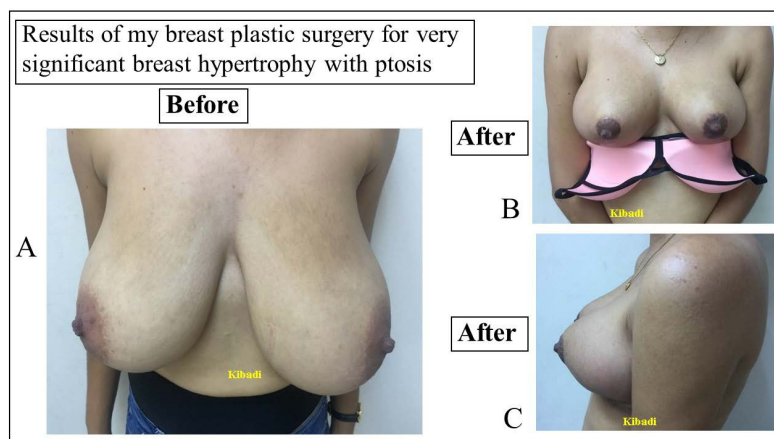 Results of my breast plastic surgery for very
significant breast hypertrophy with ptosis
Before
A
Kibadi
After
B
Kibadi
After
C
Kibadi